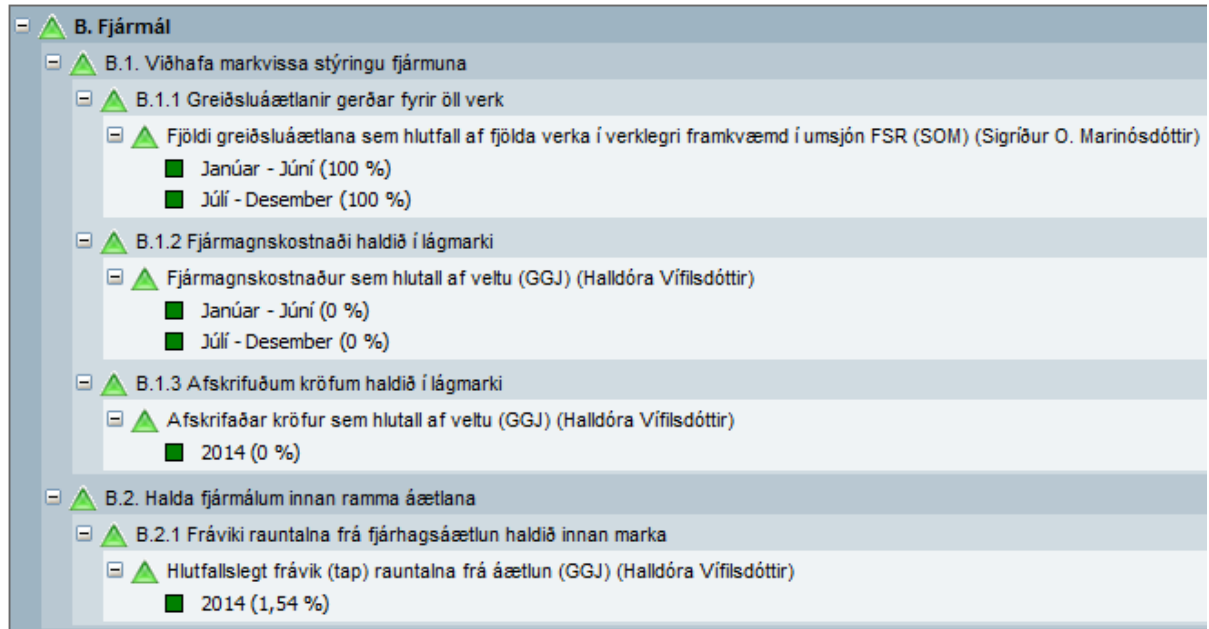 B. Fjármál
B.1. Viðhafa markvissa stýringu fjármuna
B.1.1 Greiðsluáætlanir gerðar fyrir öll verk
Fjöldi greiðsluáætlana sem hlutfall af fjölda verka í verklegri framkvæmd í umsjón FSR (SOM) (Sigríður O. Marinósdóttir)
Janúar - Júní (100 %)
Júlí - Desember (100 %)
B.1.2 Fjármagnskostnaði haldið í lágmarki
Fjármagnskostnaður sem hlutall af veltu (GGJ) (Halldóra Vífilsdóttir)
Janúar - Júní (0 %)
Júlí - Desember (0 %)
B.1.3 Afskrifuðum kröfum haldið í lágmarki
Afskrifaðar kröfur sem hlutall af veltu (GGJ) (Halldóra Vífilsdóttir)
2014 (0 %)
B.2. Halda fjármálum innan ramma áætlana
B.2.1 Fráviki rauntalna frá fjárhagsáætlun haldið innan marka
Hlutfallslegt frávik (tap) rauntalna frá áætlun (GGJ) (Halldóra Vífilsdóttir)
2014 (1,54 %)